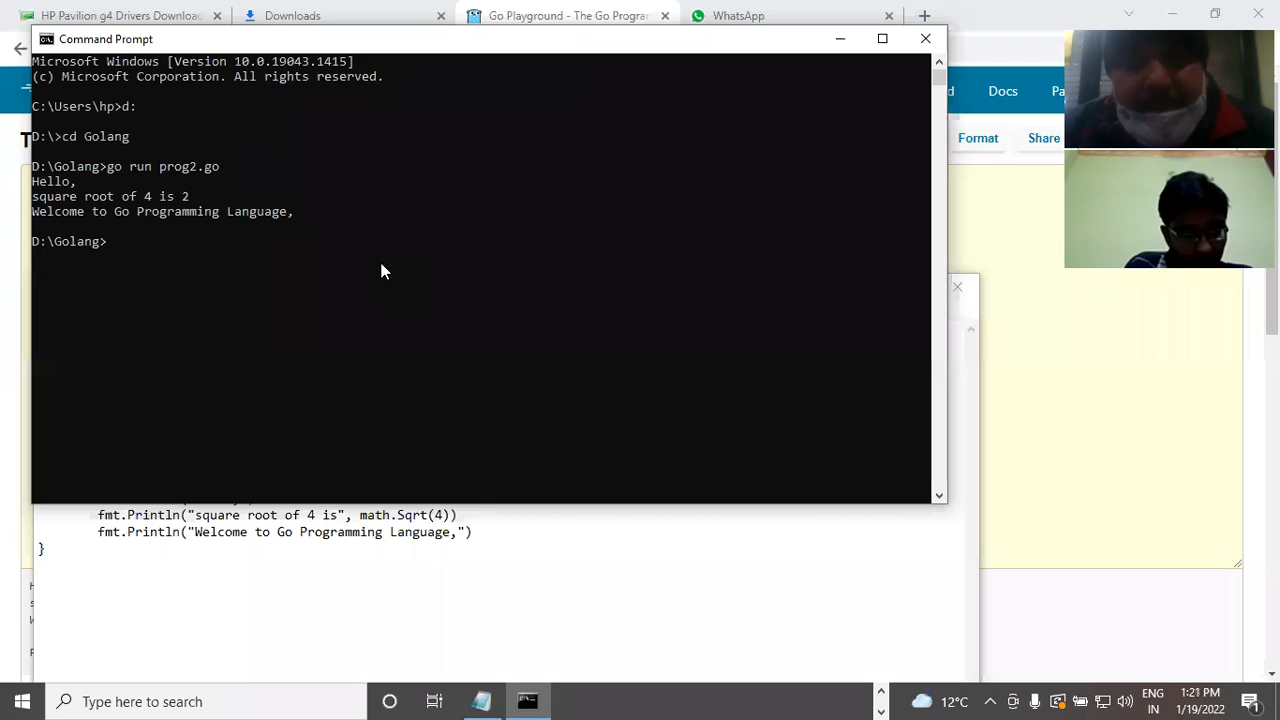 HP Pavilion g4 Drivers Downloac
Downloads
Go Playground - The Go Progra
WhatsApp
Command Prompt
Microsoft Windows [Version 10.0.19043.1415]
(c) Microsoft Corporation. All rights reserved.
C:\Users\hp>d:
D:\>cd Golang
D:\Golang>go run prog2.go
Hello,
square root of 4 is 2
Welcome to Go Programming Language,
D:\Golang>
Docs
Format
Share
fmt.Println("square root of 4 is", math.Sqrt(4))
fmt.Println("Welcome to Go Programming Language,")
}
Type here to search
12°C
ENG
IN
1:21 PM
1/19/2022
1